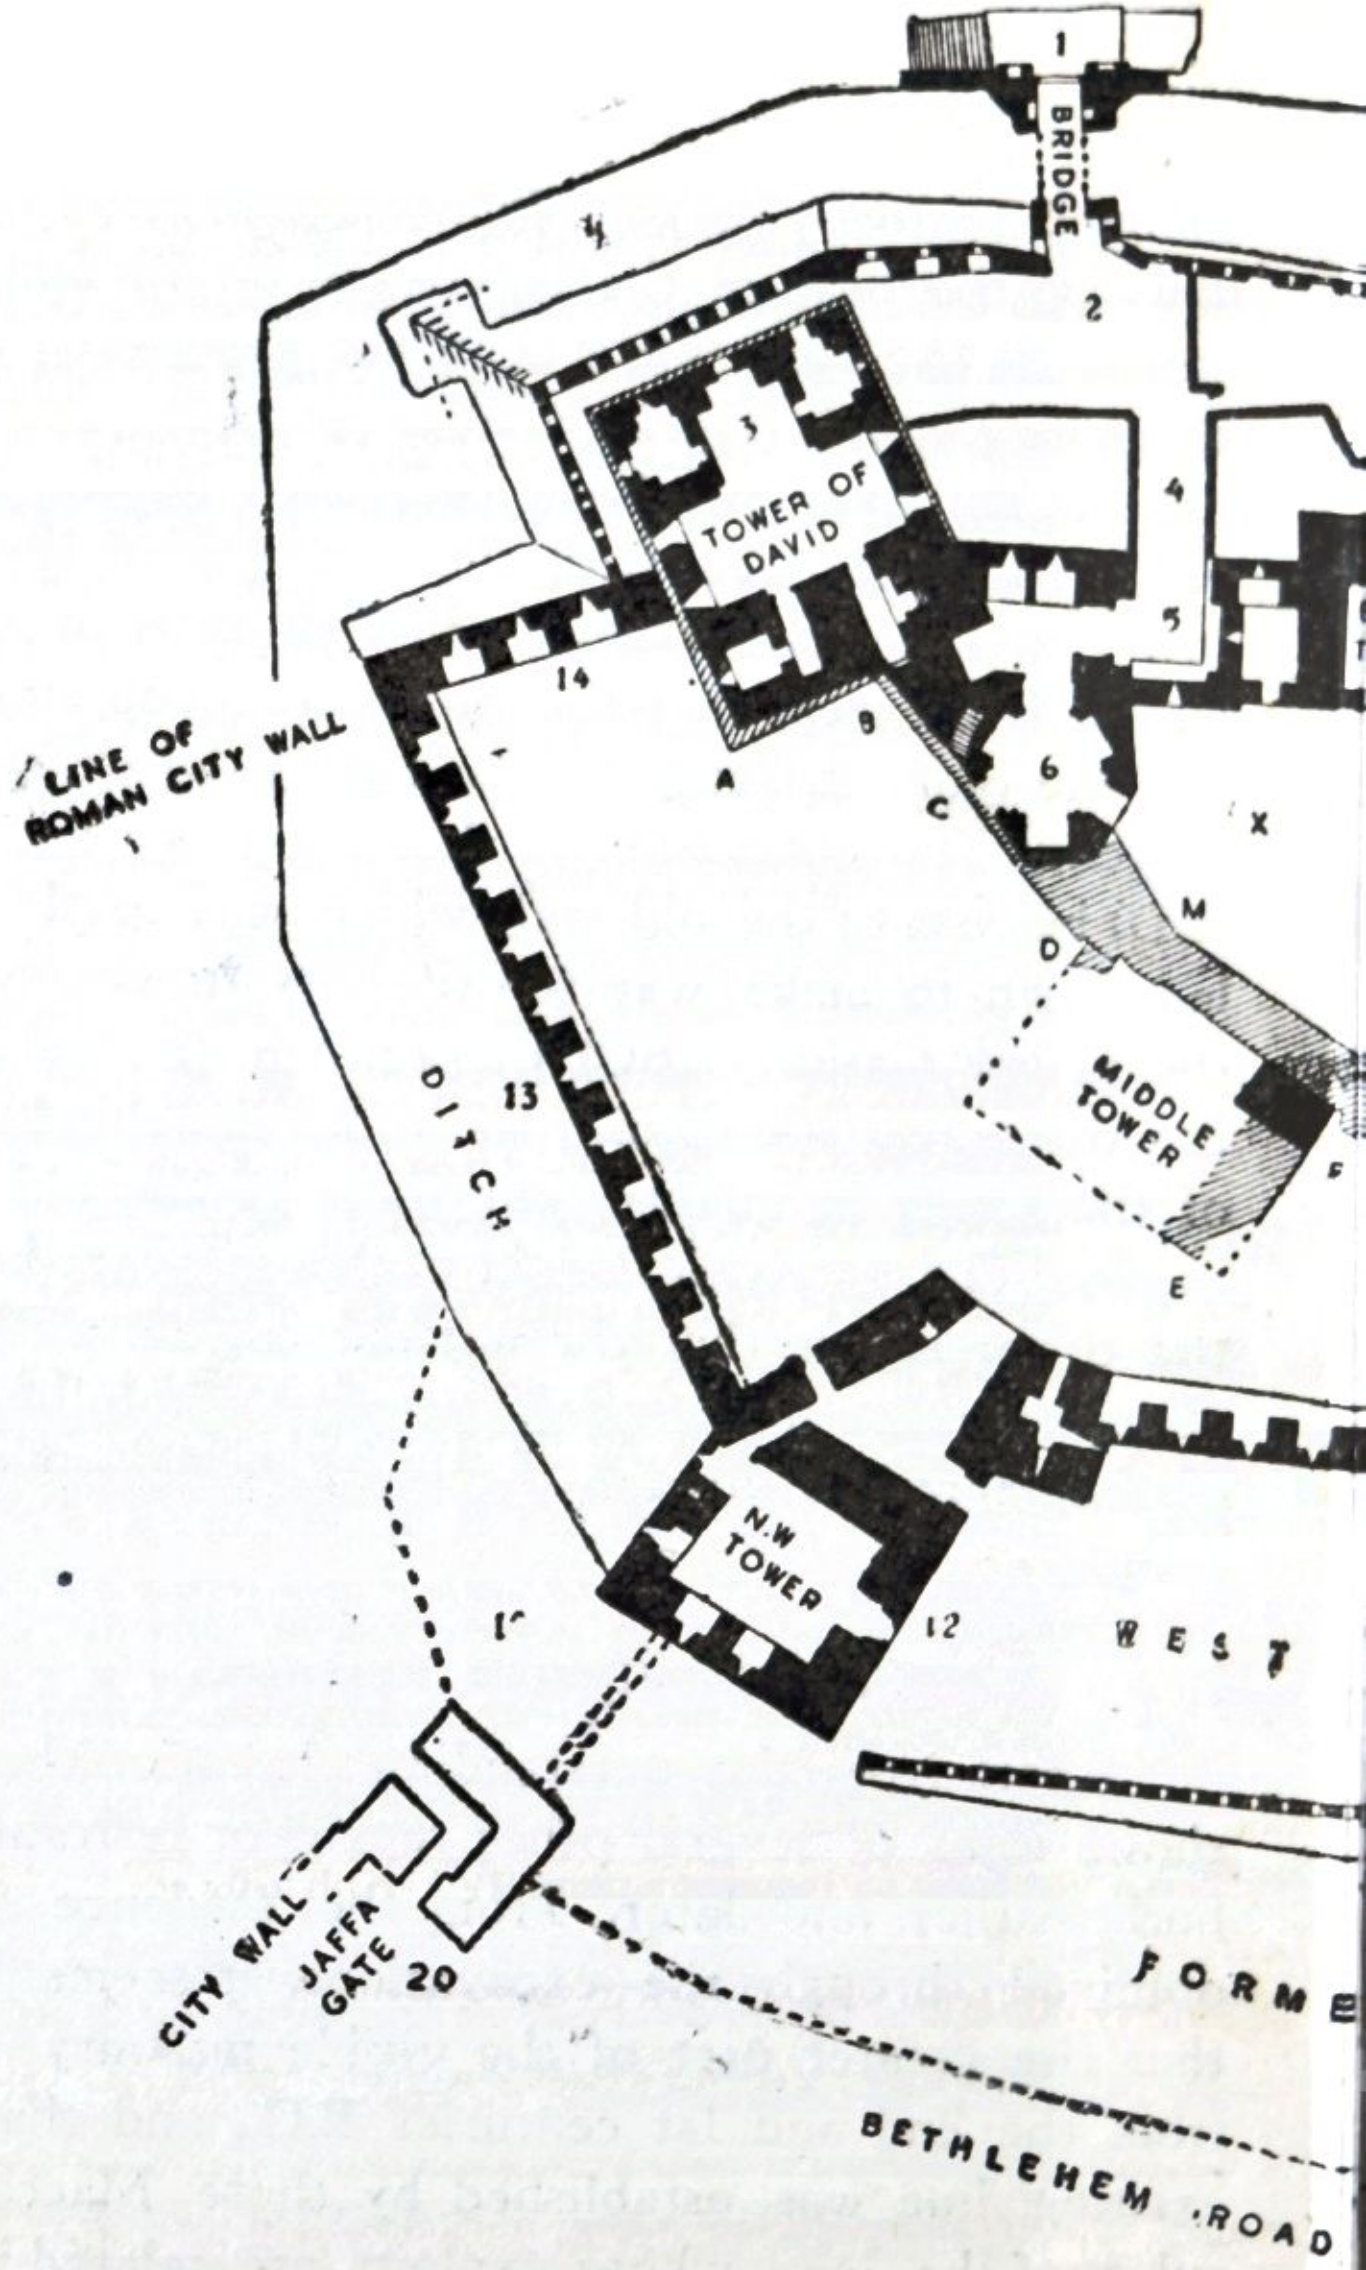 1
BRIDGE
2
3
TOWER OF
DAVID
4
5
6
14
LINE OF
ROMAN CITY WALL
A
B
C
X
M
D
DITCH
13
MIDDLE
TOWER
F
E
N.W
TOWER
12
WEST
CITY WALL
JAFFA
GATE
20
FORME
BETHLEHEM ROAD